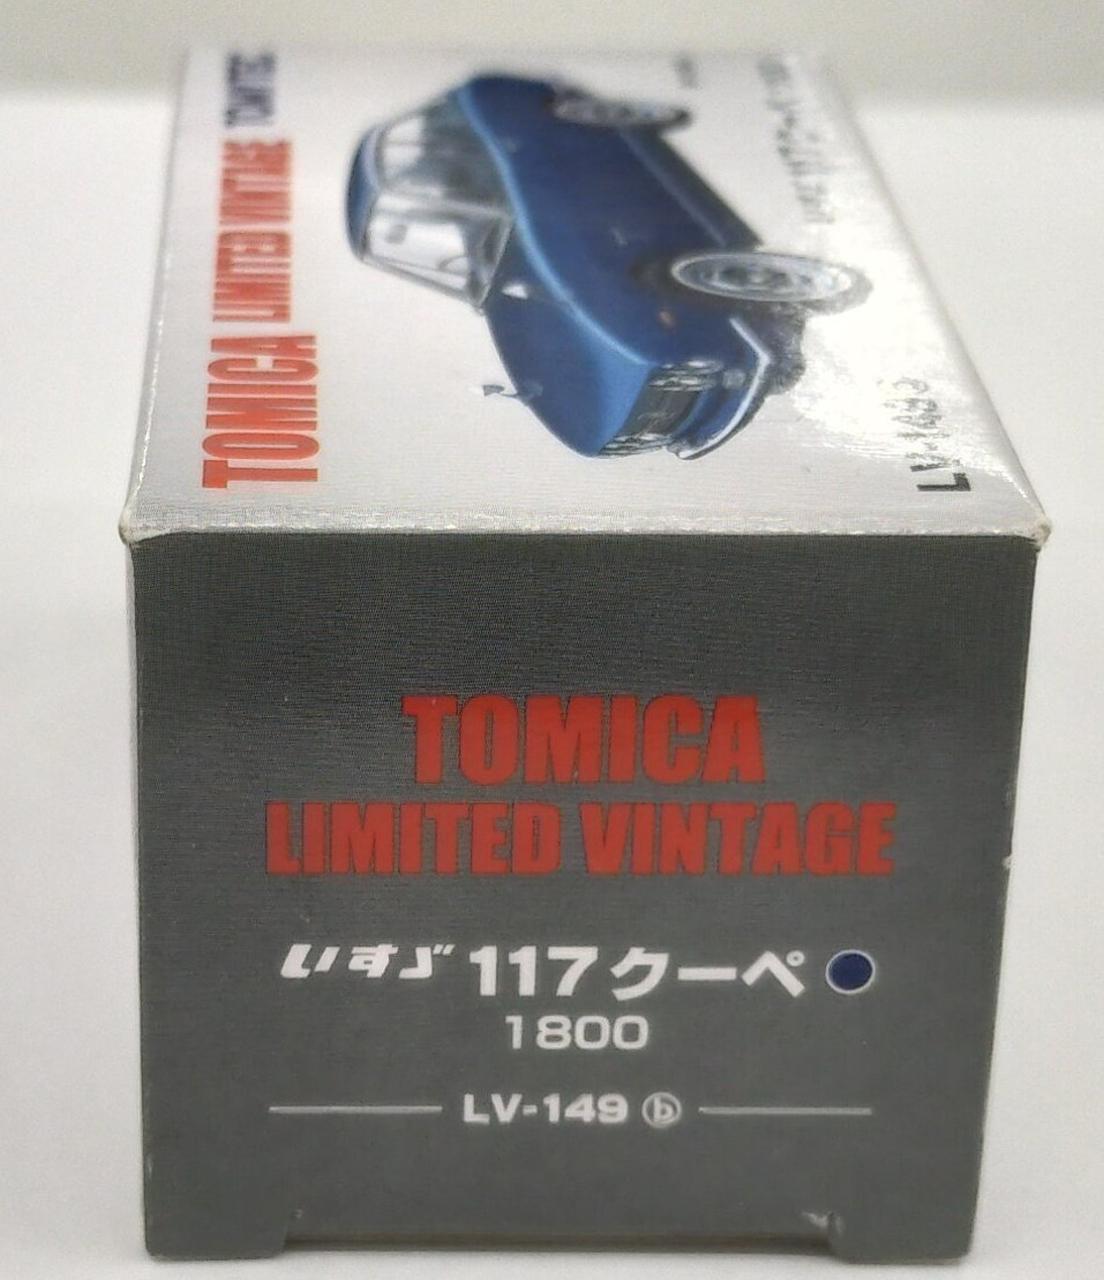 TOMICA LIMITED VINTAGE
TOMICA
LIMITED VINTAGE
いすゞ 117クーペ
1800
LV-149 ⓑ